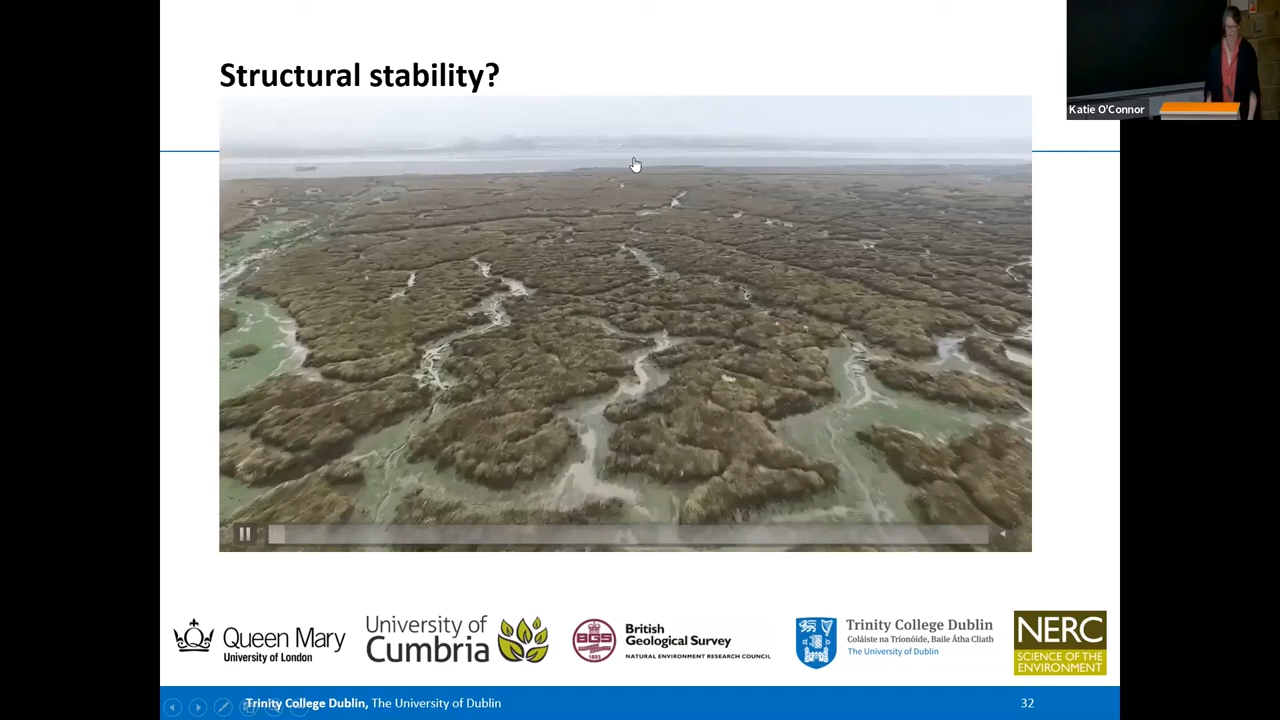 Structural stability?
Katie O'Connor
Queen Mary
University of London
University of
Cumbria
BGS
1835
British
Geological Survey
NATURAL ENVIRONMENT RESEARCH COUNCIL
Trinity College Dublin
Coláiste na Tríonóide, Baile Átha Cliath
The University of Dublin
NERC
SCIENCE OF THE
ENVIRONMENT
Trinity College Dublin, The University of Dublin
32